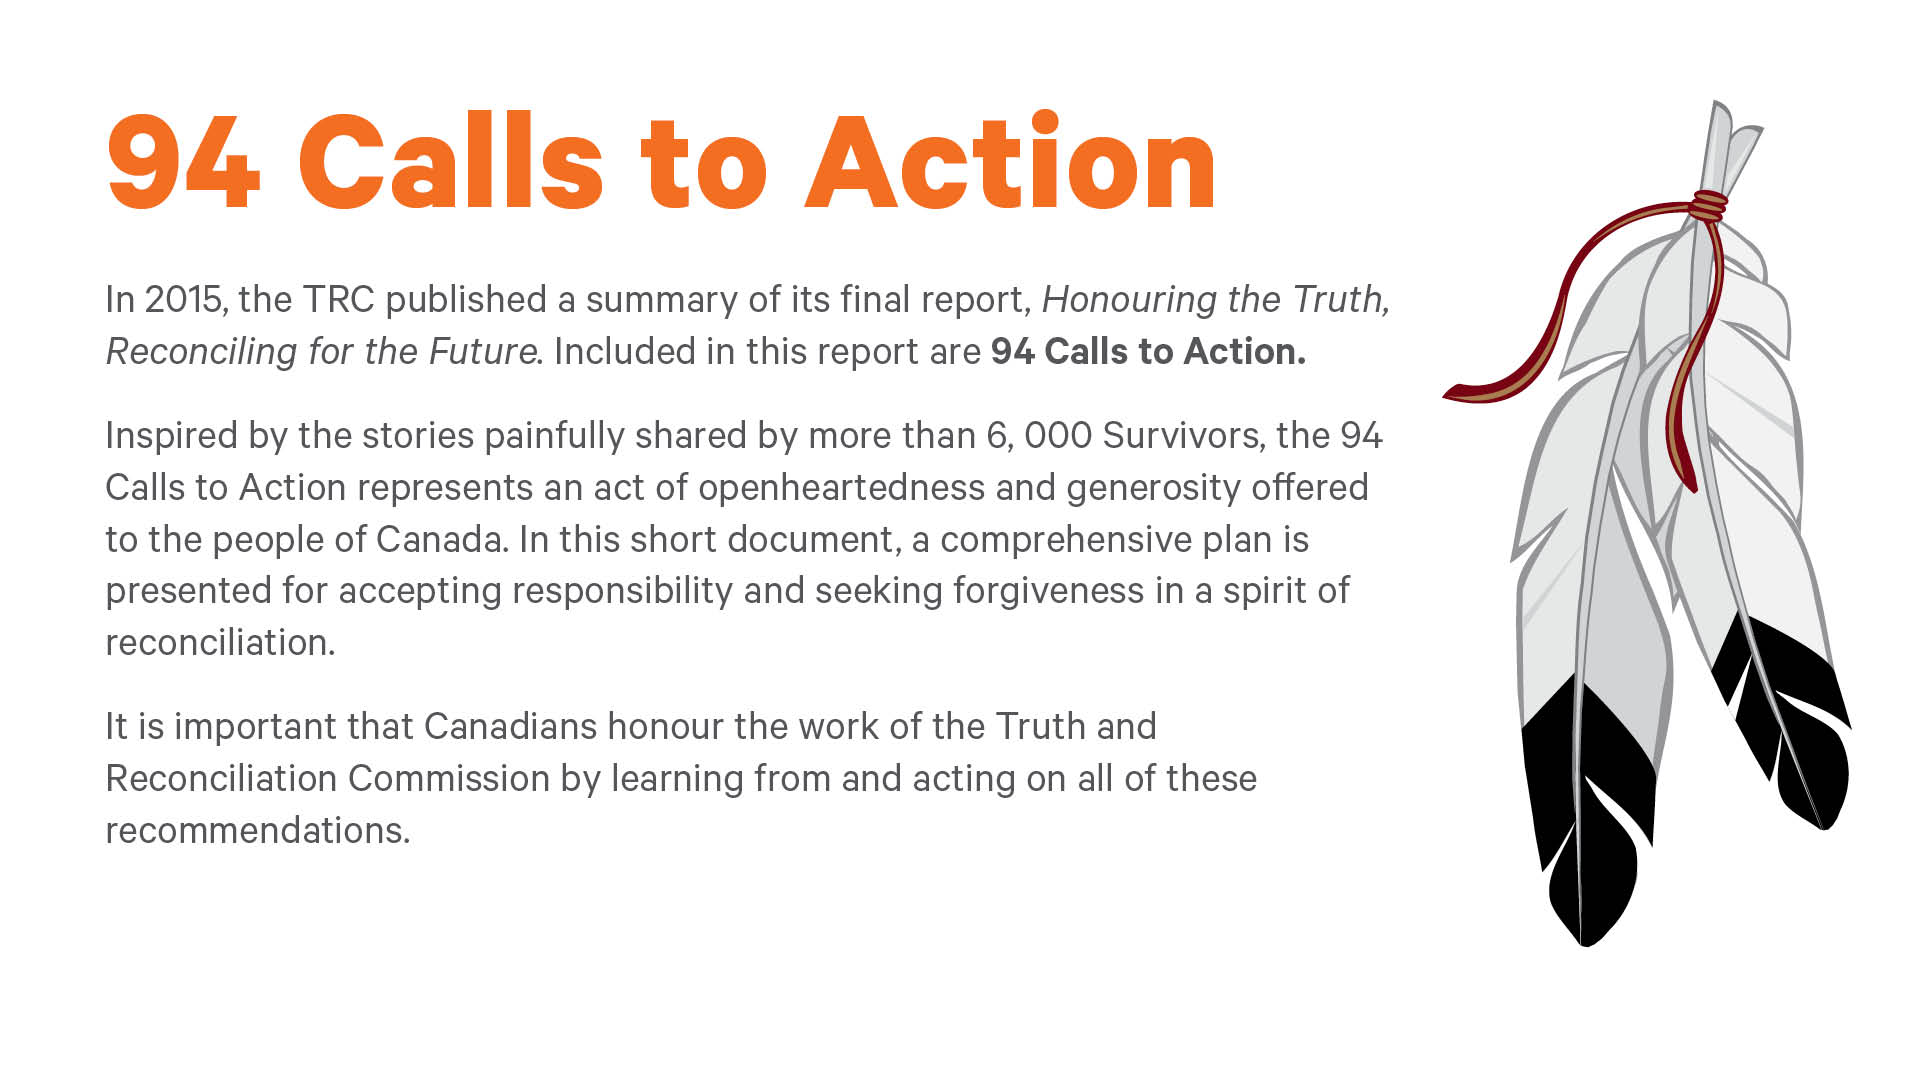 94 Calls to Action
In 2015, the TRC published a summary of its final report, Honouring the Truth,
Reconciling for the Future. Included in this report are 94 Calls to Action.
Inspired by the stories painfully shared by more than 6, 000 Survivors, the 94
Calls to Action represents an act of openheartedness and generosity offered
to the people of Canada. In this short document, a comprehensive plan is
presented for accepting responsibility and seeking forgiveness in a spirit of
reconciliation.
It is important that Canadians honour the work of the Truth and
Reconciliation Commission by learning from and acting on all of these
recommendations.